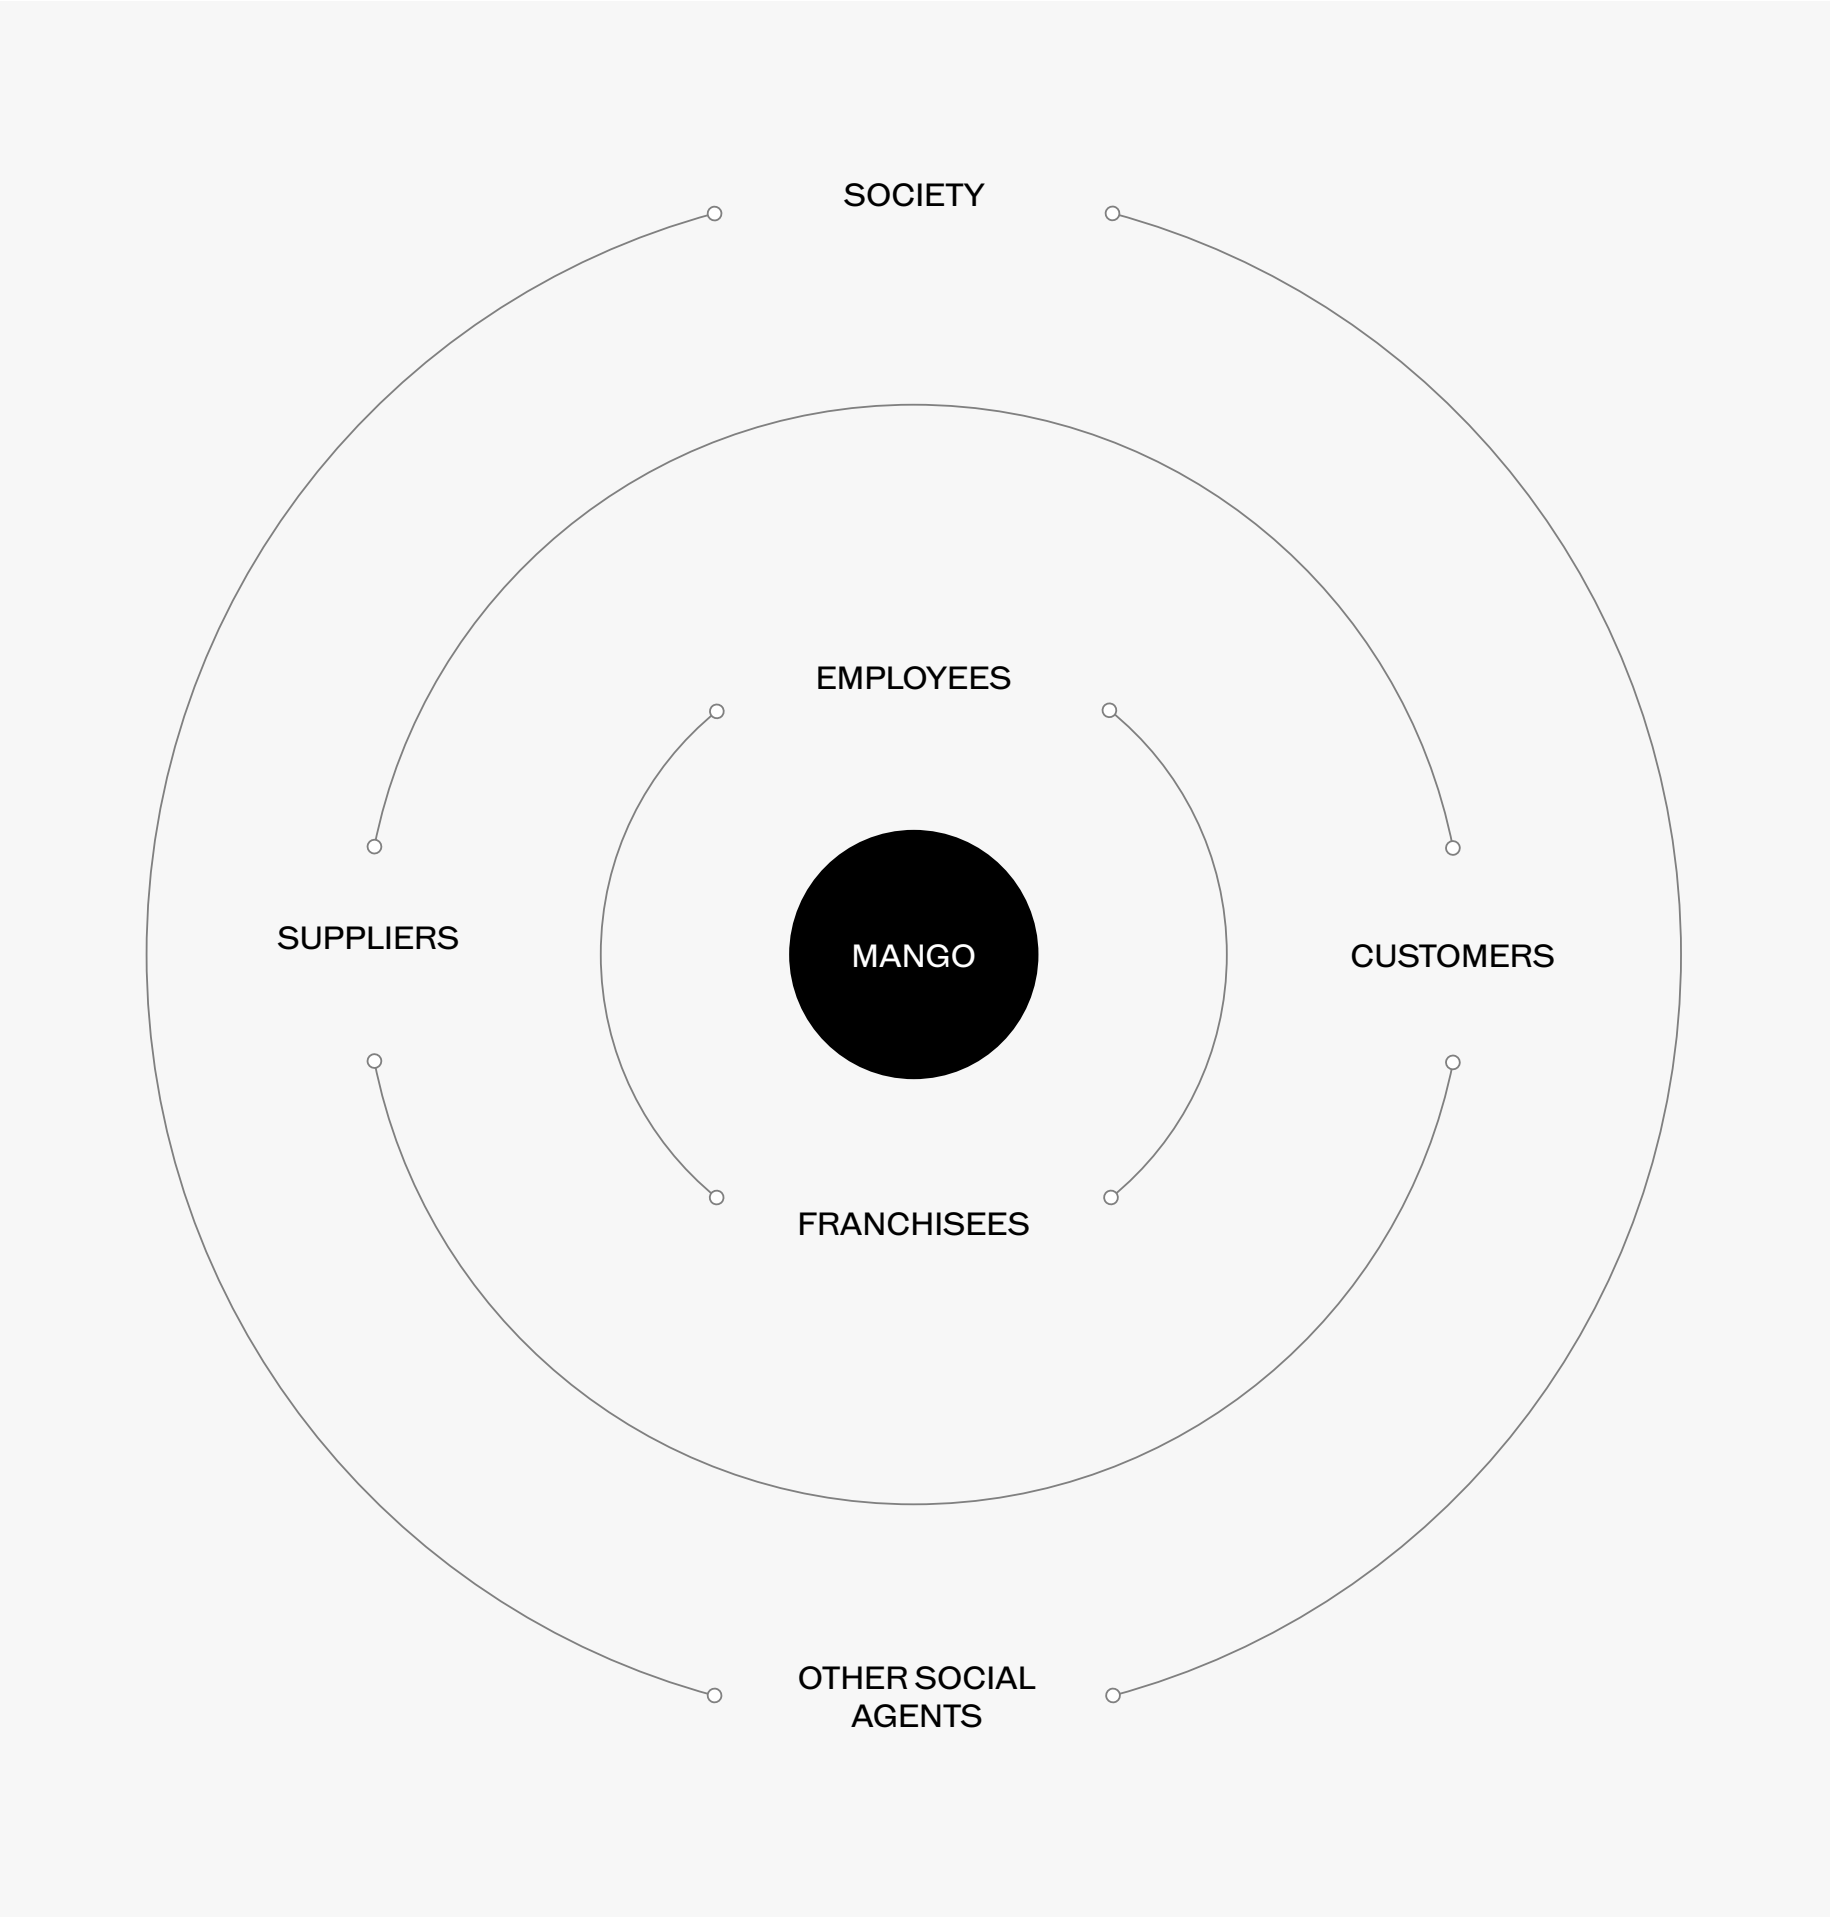 SOCIETY
EMPLOYEES
SUPPLIERS
MANGO
CUSTOMERS
FRANCHISEES
OTHER SOCIAL
AGENTS